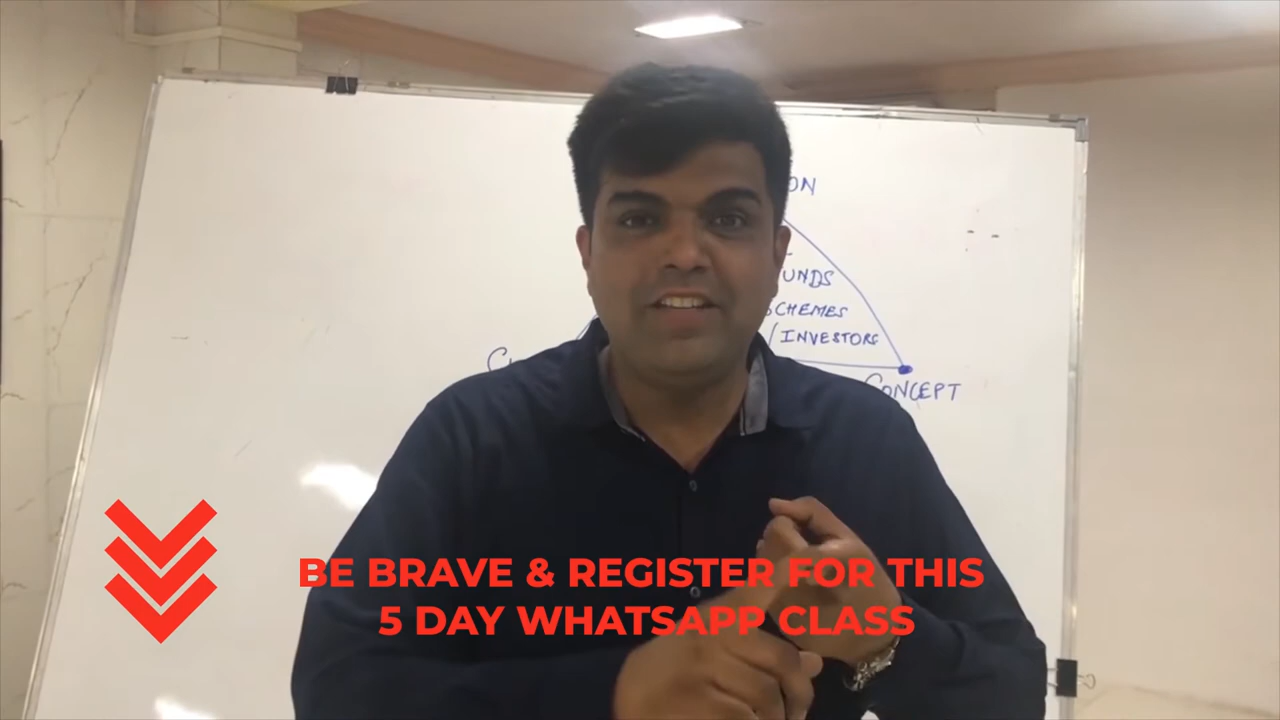 ON
UNDS
SCHEMES
/ INVESTORS
CONCEPT
BE BRAVE & REGISTER FOR THIS
5 DAY WHATSAPP CLASS